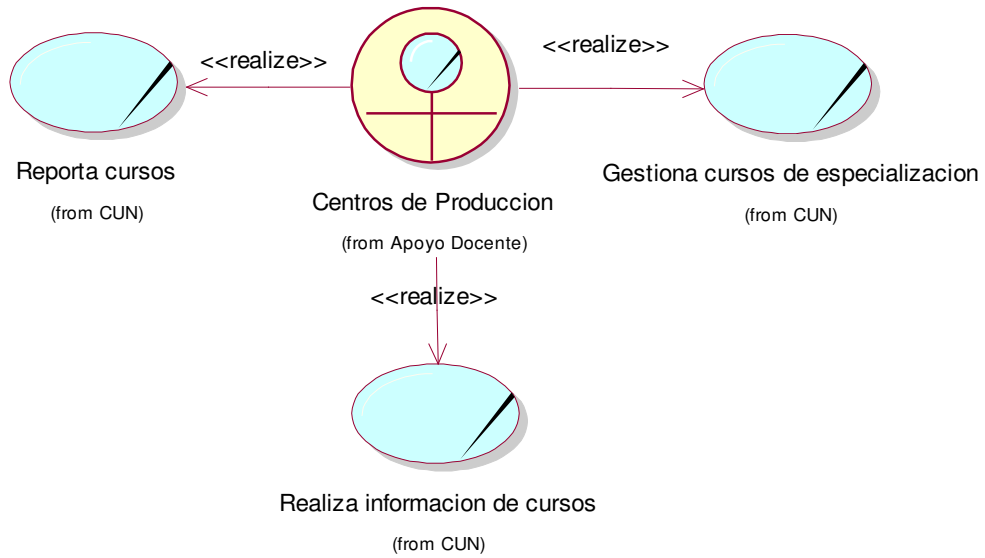 <<realize>>
<<realize>>
Reporta cursos
(from CUN)
Centros de Produccion
(from Apoyo Docente)
Gestiona cursos de especializacion
(from CUN)
<<realize>>
Realiza informacion de cursos
(from CUN)